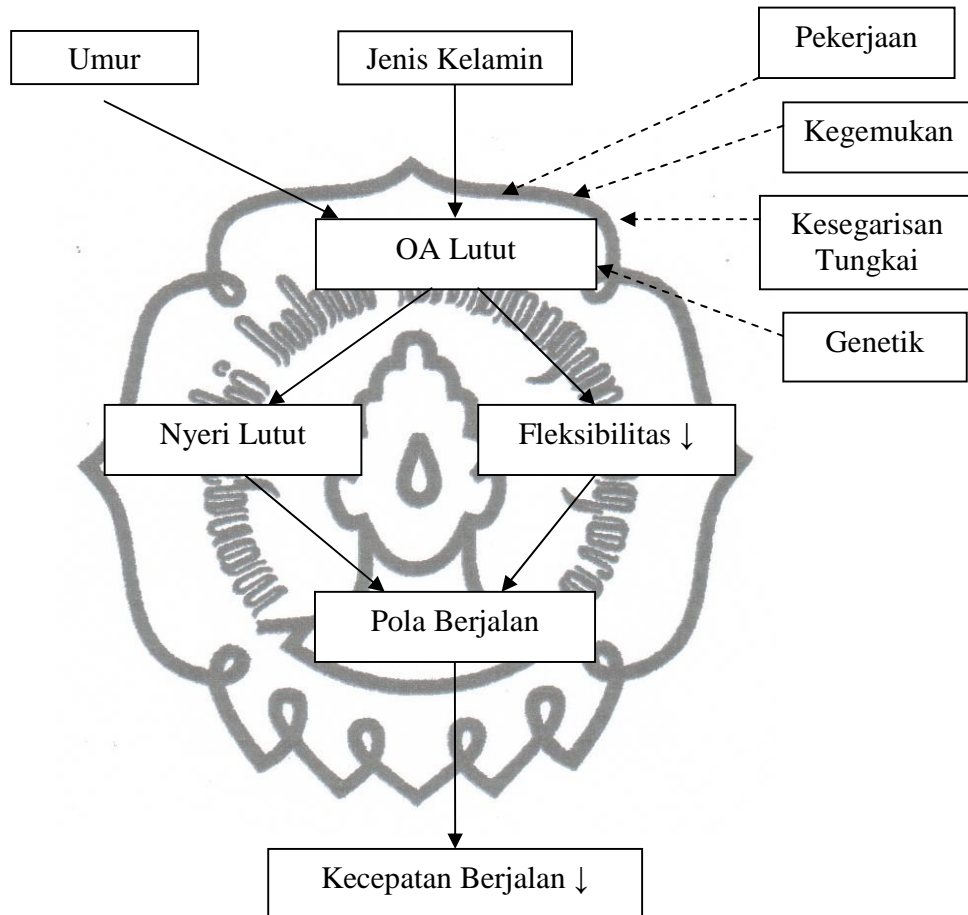 Umur
Jenis Kelamin
Pekerjaan
Kegemukan
Kesegarisan
Tungkai
OA Lutut
Genetik
Nyeri Lutut
Fleksibilitas ↓
Pola Berjalan
Kecepatan Berjalan ↓